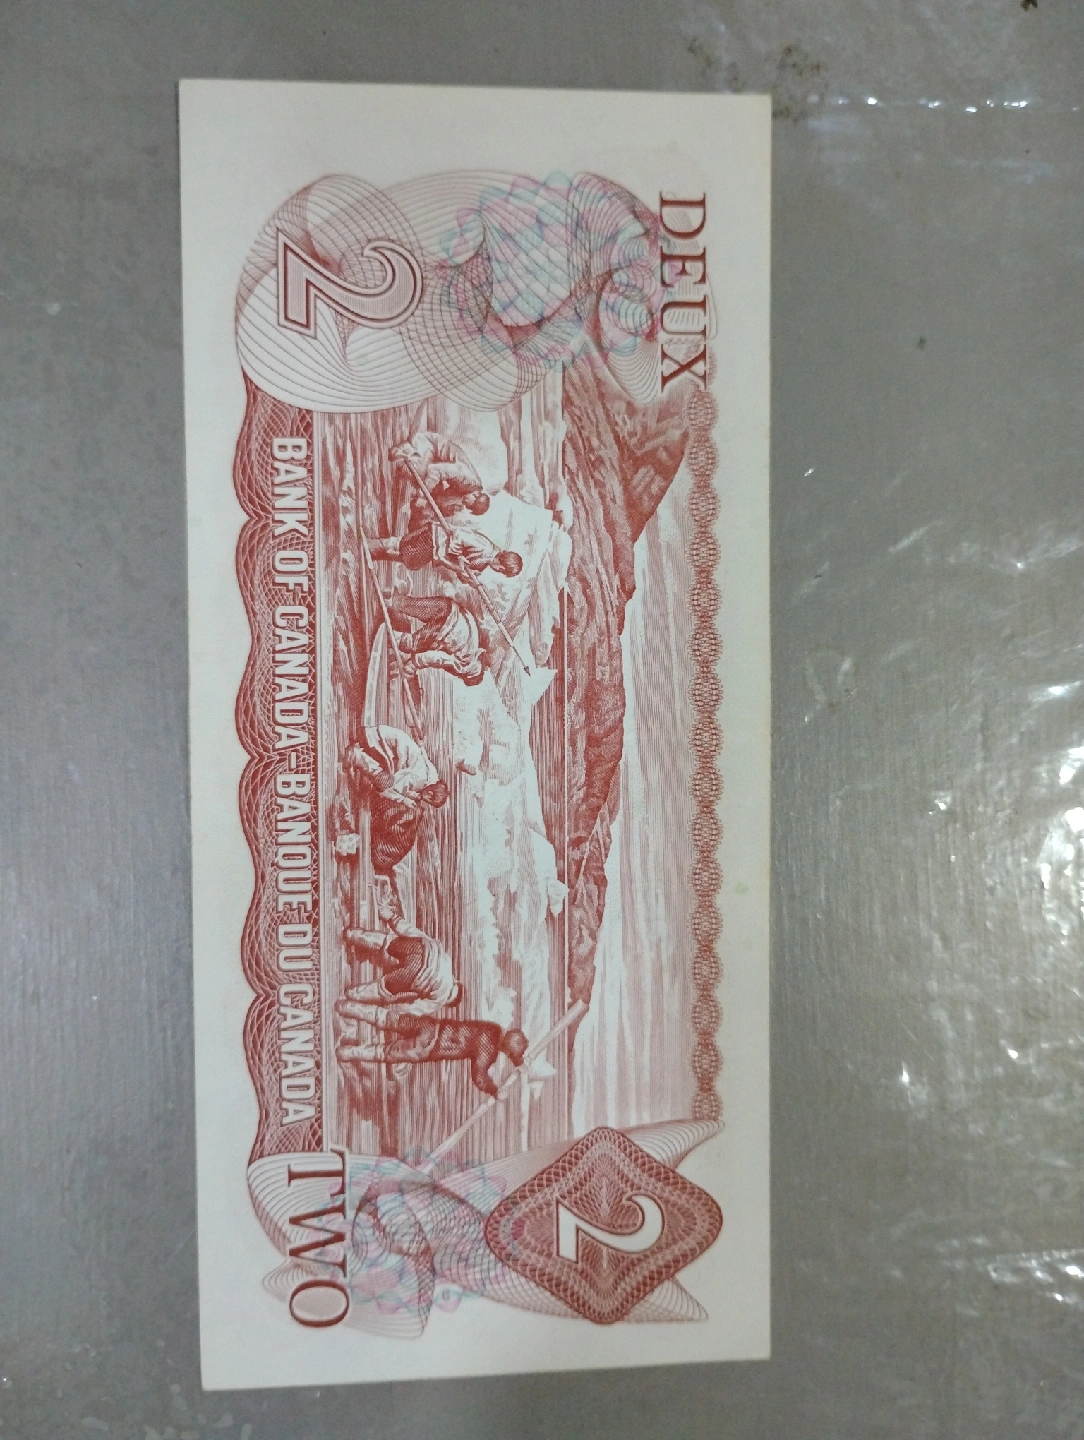 DEUX
2
BANK OF CANADA-BANQUE DU CANADA
TWO
2